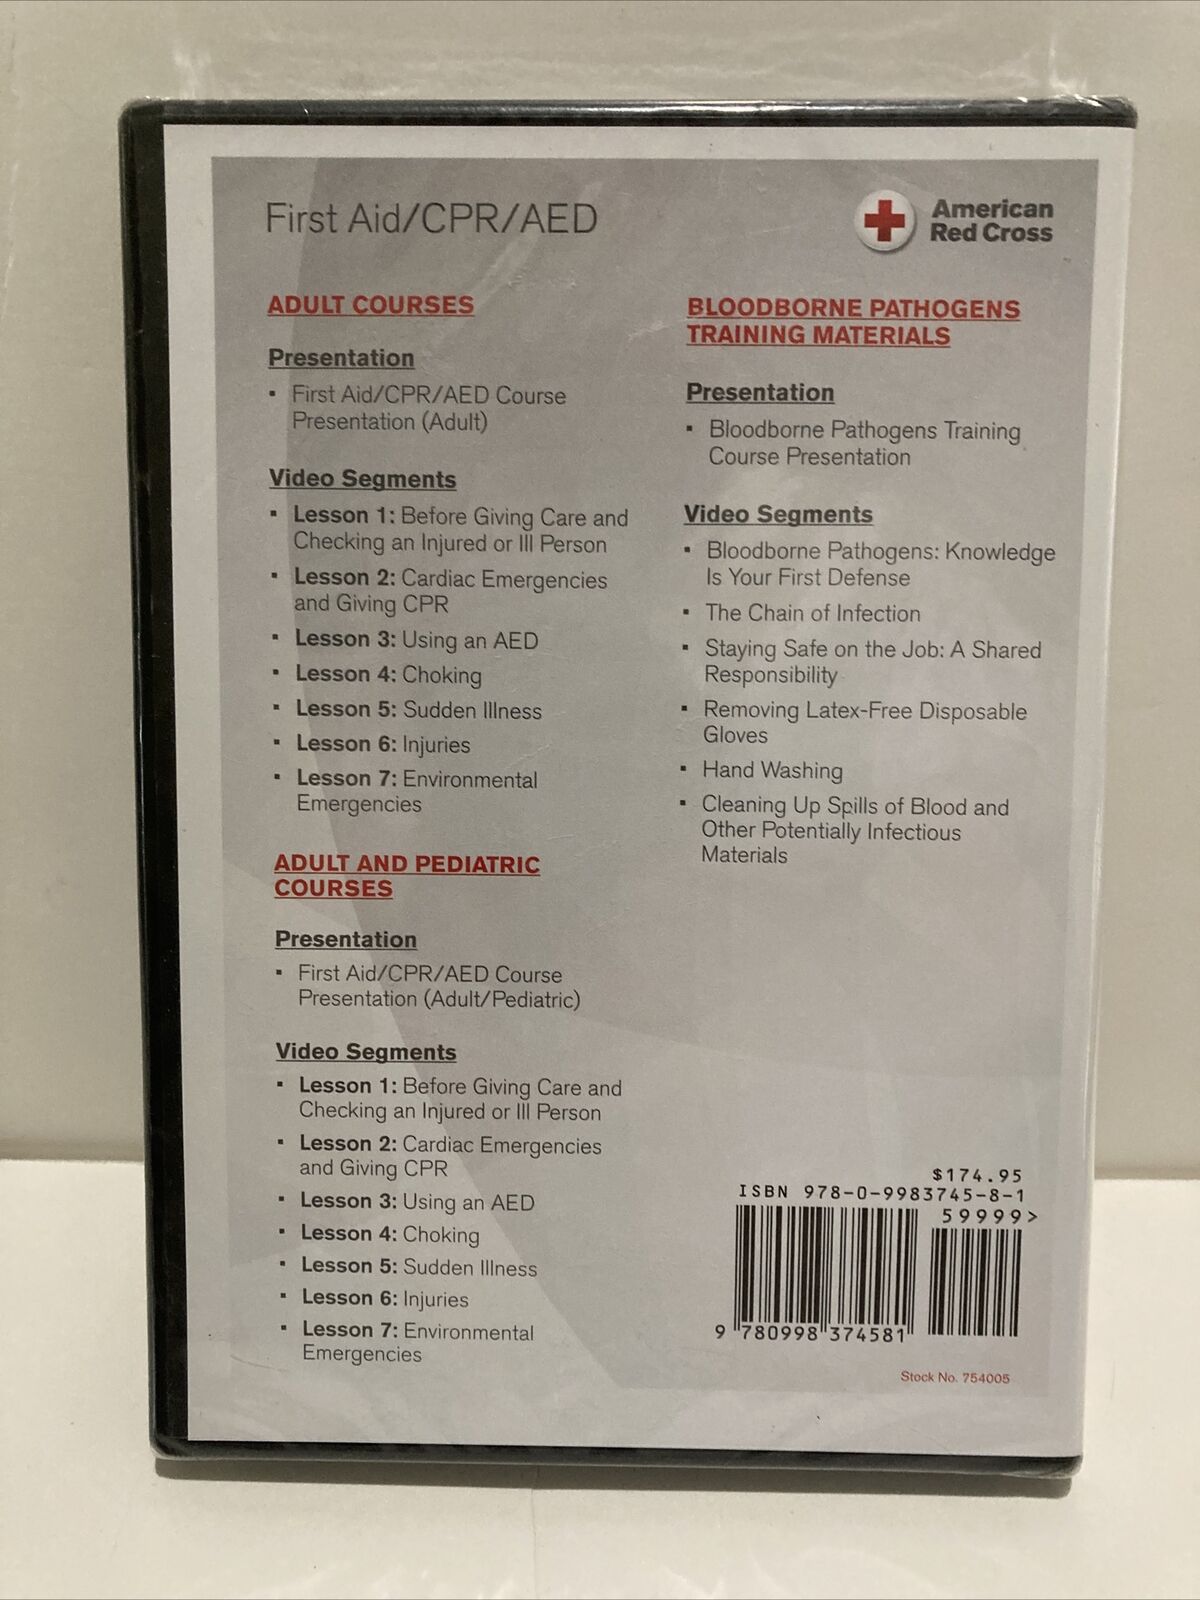 First Aid/CPR/AED
American
Red Cross
ADULT COURSES
Presentation
▪ First Aid/CPR/AED Course
Presentation (Adult)
Video Segments
▪ Lesson 1: Before Giving Care and
Checking an Injured or Ill Person
▪ Lesson 2: Cardiac Emergencies
and Giving CPR
▪ Lesson 3: Using an AED
▪ Lesson 4: Choking
▪ Lesson 5: Sudden Illness
▪ Lesson 6: Injuries
▪ Lesson 7: Environmental
Emergencies
ADULT AND PEDIATRIC
COURSES
Presentation
▪ First Aid/CPR/AED Course
Presentation (Adult/Pediatric)
Video Segments
▪ Lesson 1: Before Giving Care and
Checking an Injured or Ill Person
▪ Lesson 2: Cardiac Emergencies
and Giving CPR
▪ Lesson 3: Using an AED
▪ Lesson 4: Choking
▪ Lesson 5: Sudden Illness
▪ Lesson 6: Injuries
▪ Lesson 7: Environmental
Emergencies
BLOODBORNE PATHOGENS
TRAINING MATERIALS
Presentation
▪ Bloodborne Pathogens Training
Course Presentation
Video Segments
▪ Bloodborne Pathogens: Knowledge
Is Your First Defense
▪ The Chain of Infection
▪ Staying Safe on the Job: A Shared
Responsibility
▪ Removing Latex-Free Disposable
Gloves
▪ Hand Washing
▪ Cleaning Up Spills of Blood and
Other Potentially Infectious
Materials
$174.95
ISBN 978-0-9983745-8-1
59999>
9 780998 374581
Stock No. 754005